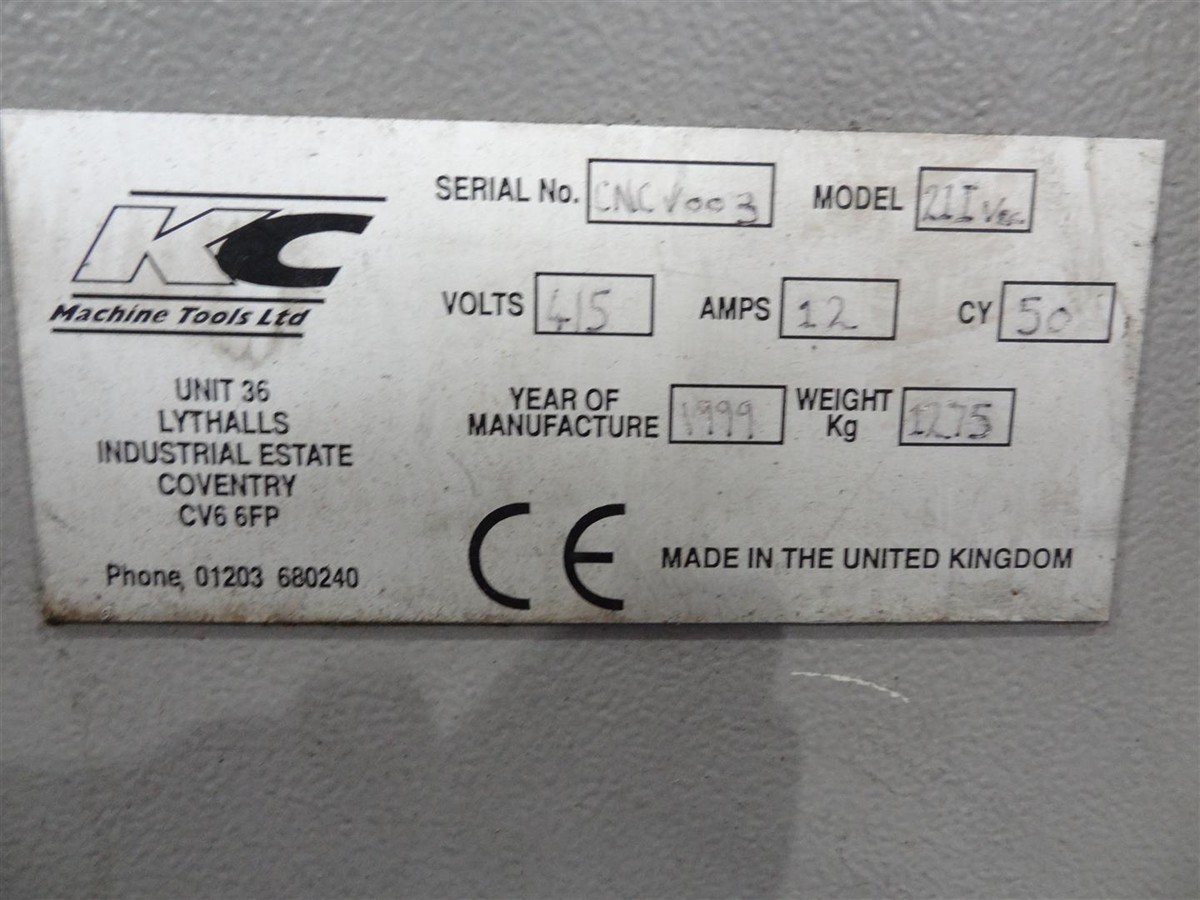 KC
Machine Tools Ltd
UNIT 36
LYTHALLS
INDUSTRIAL ESTATE
COVENTRY
CV6 6FP
Phone, 01203 680240
SERIAL No. CNCV003 MODEL 21I
VOLTS 415 AMPS 12 CY 50
YEAR OF
MANUFACTURE 1999 WEIGHT
Kg 1275
CE MADE IN THE UNITED KINGDOM